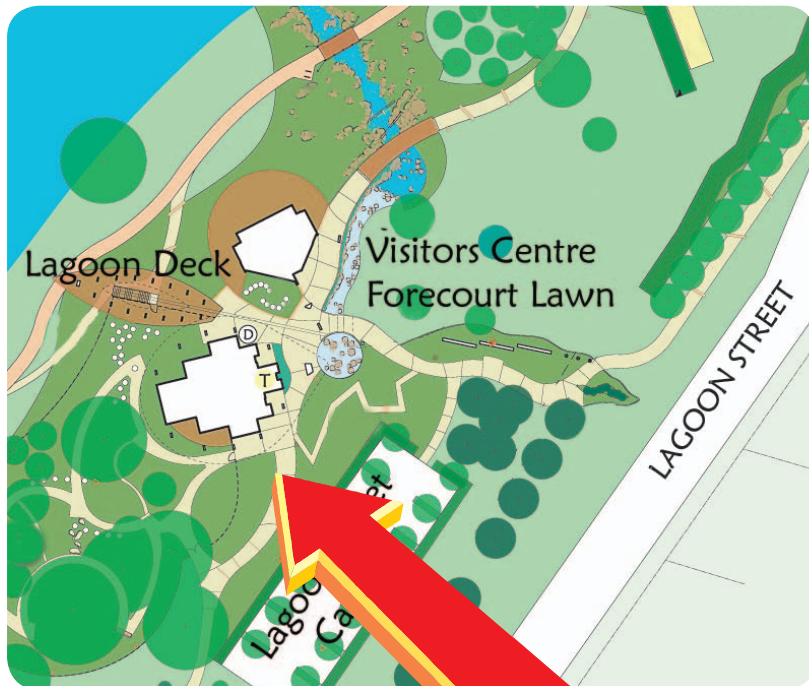 Lagoon Deck
Visitors Centre
Forecourt Lawn
D
T
LAGOON STREET